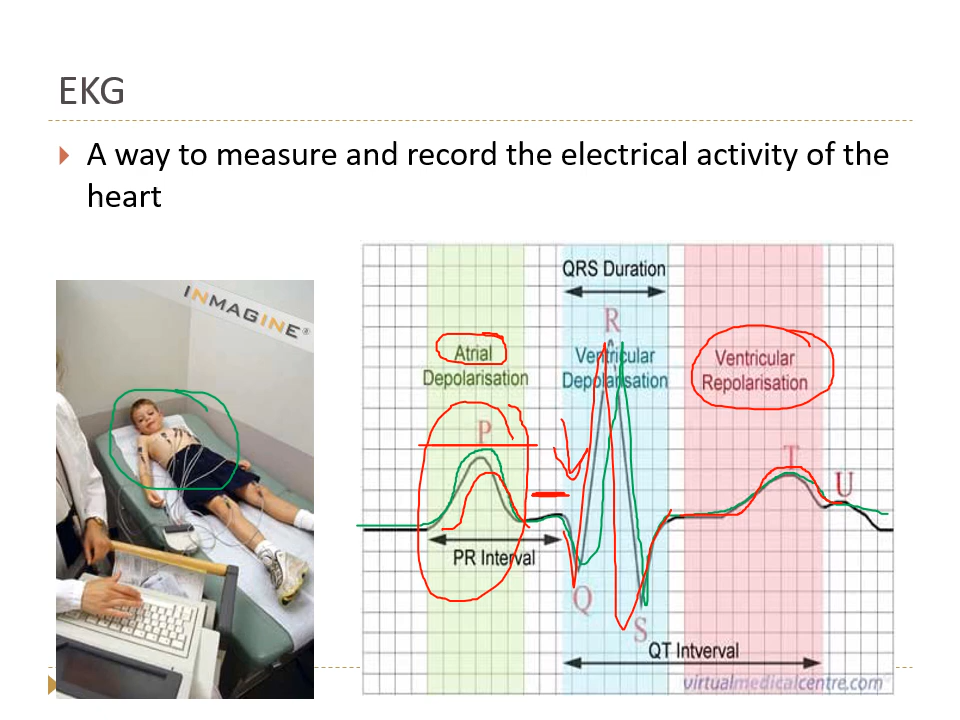 EKG
A way to measure and record the electrical activity of the
heart
INMAGINE®
QRS Duration
R
Atrial
Depolarisation
Ventricular
Depolarisation
Ventricular
Repolarisation
P
T
U
PR Interval
Q
S
QT Intverval
virtualmedicalcentre.com